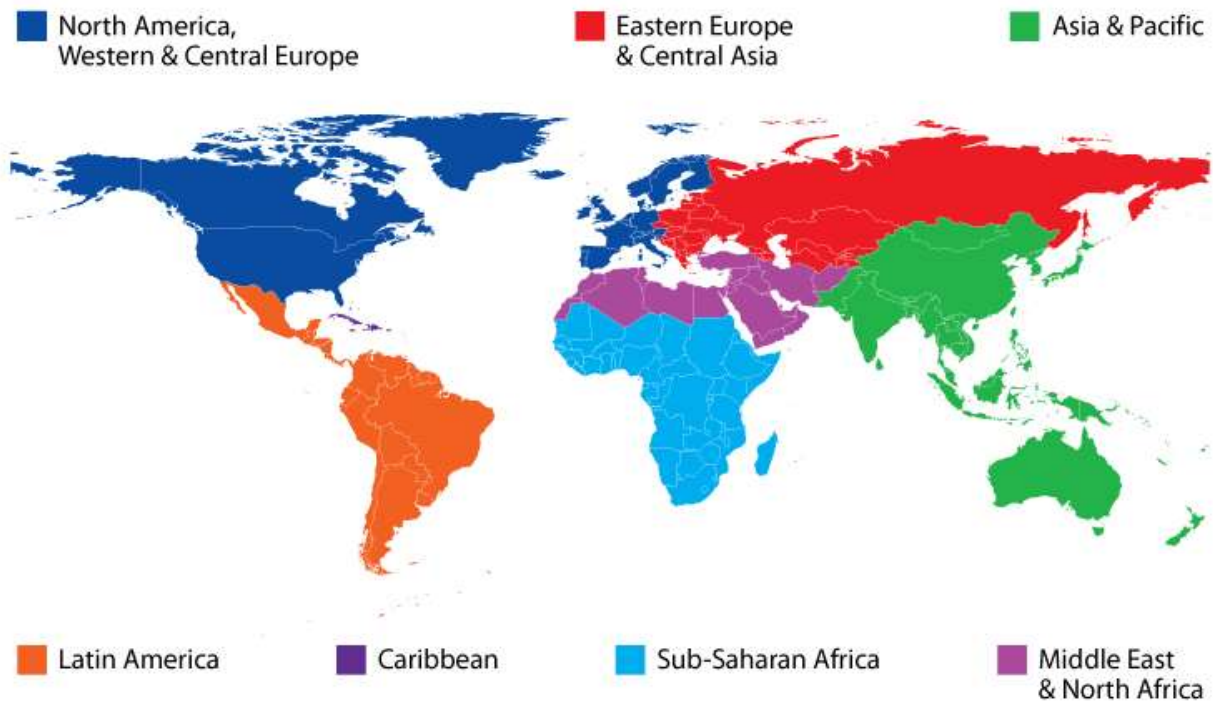 North America,
Western & Central Europe
Eastern Europe
& Central Asia
Asia & Pacific
Latin America
Caribbean
Sub-Saharan Africa
Middle East
& North Africa